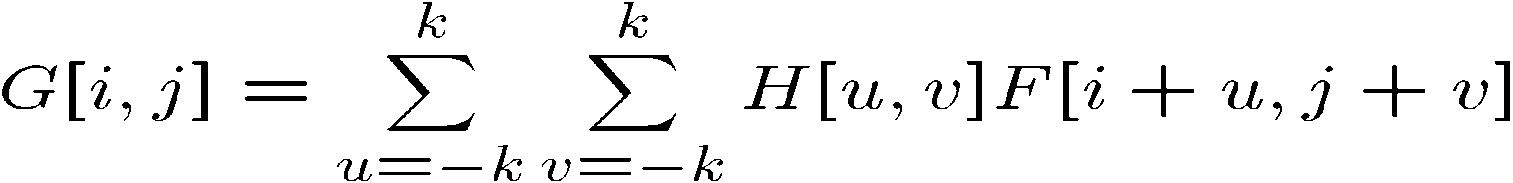 G[i, j] = \sum_{u=-k}^{k} \sum_{v=-k}^{k} H[u, v]F[i + u, j + v]